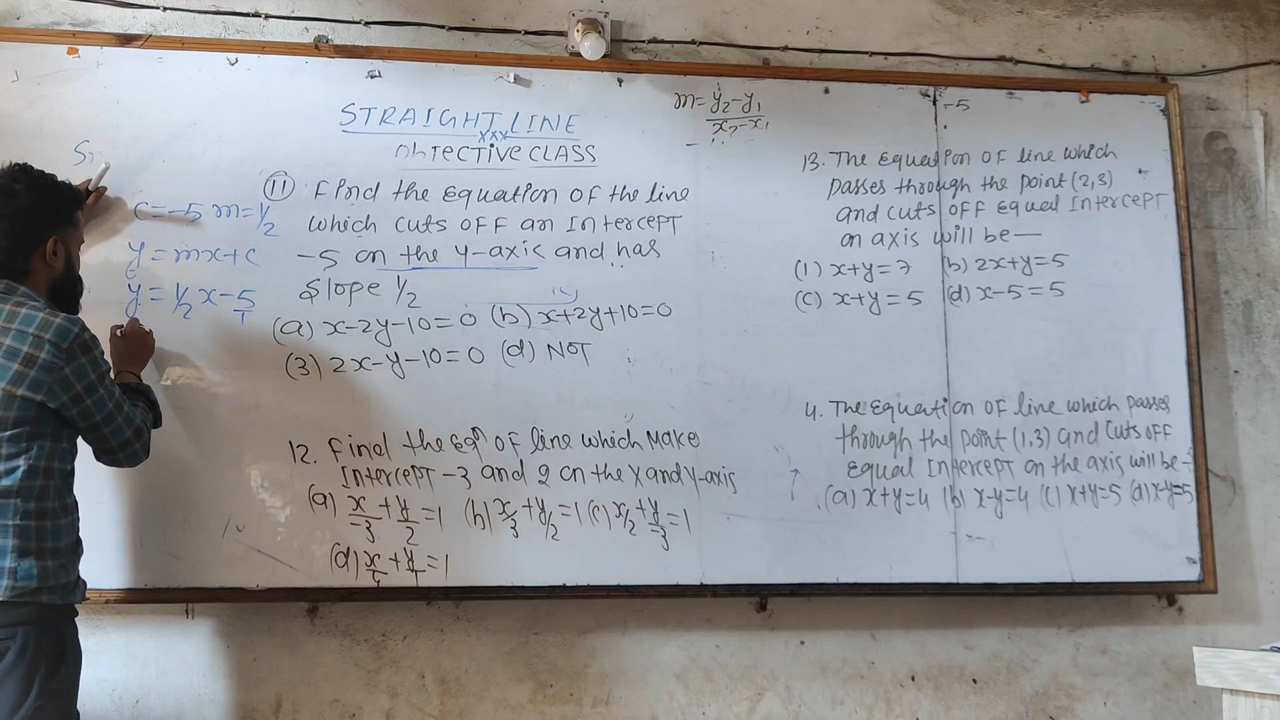 STRAIGHT LINE
xxx
OBJECTIVE CLASS
m=y₂-y₁/x₂-x₁
-5
C=-5 m=1/2
y=mx+c
y=1/2x-5/1
11 Find the Equation OF the line
which cuts OFF an Intercept
-5 on the y-axis and has
Slope 1/2
(a) x-2y-10=0 (b) x+2y+10=0
(3) 2x-y-10=0 (d) NOT
12. Find the Eqⁿ OF line which Make
Intercept -3 and 2 on the X and Y-axis
(a) x/-3+y/2=1 (b) x/3+y/2=1 (c) x/2+y/-3=1
(d)
13. The Equation OF line which
passes through the point (2,3)
and cuts OFF Equal Intercept
on axis will be—
(1) x+y=7 (b) 2x+y=5
(c) x+y=5 (d) x-5=5
4. The Equation OF line which passes
through the point (1,3) and cuts OFF
Equal Intercept on the axis will be-
(a) x+y=4 (b) x-y=4 (c) x+y=5 (d) x-y=5